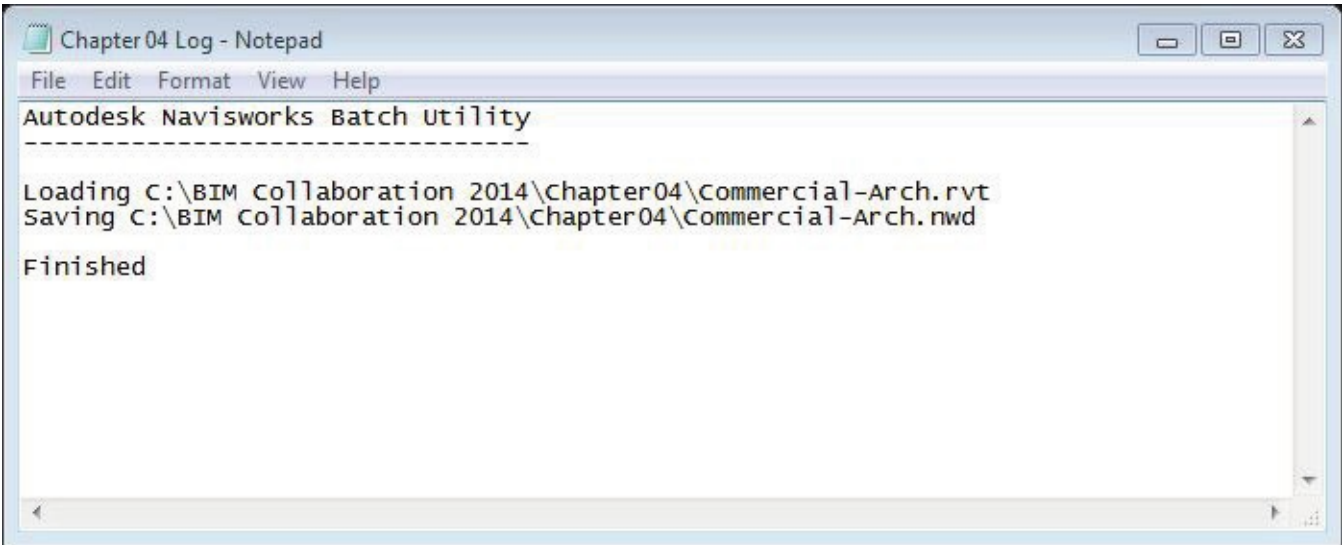 Chapter 04 Log - Notepad
File Edit Format View Help
Autodesk Navisworks Batch Utility
---------------------------------
Loading C:\BIM Collaboration 2014\Chapter04\Commercial-Arch.rvt
Saving C:\BIM Collaboration 2014\Chapter04\Commercial-Arch.nwd
Finished